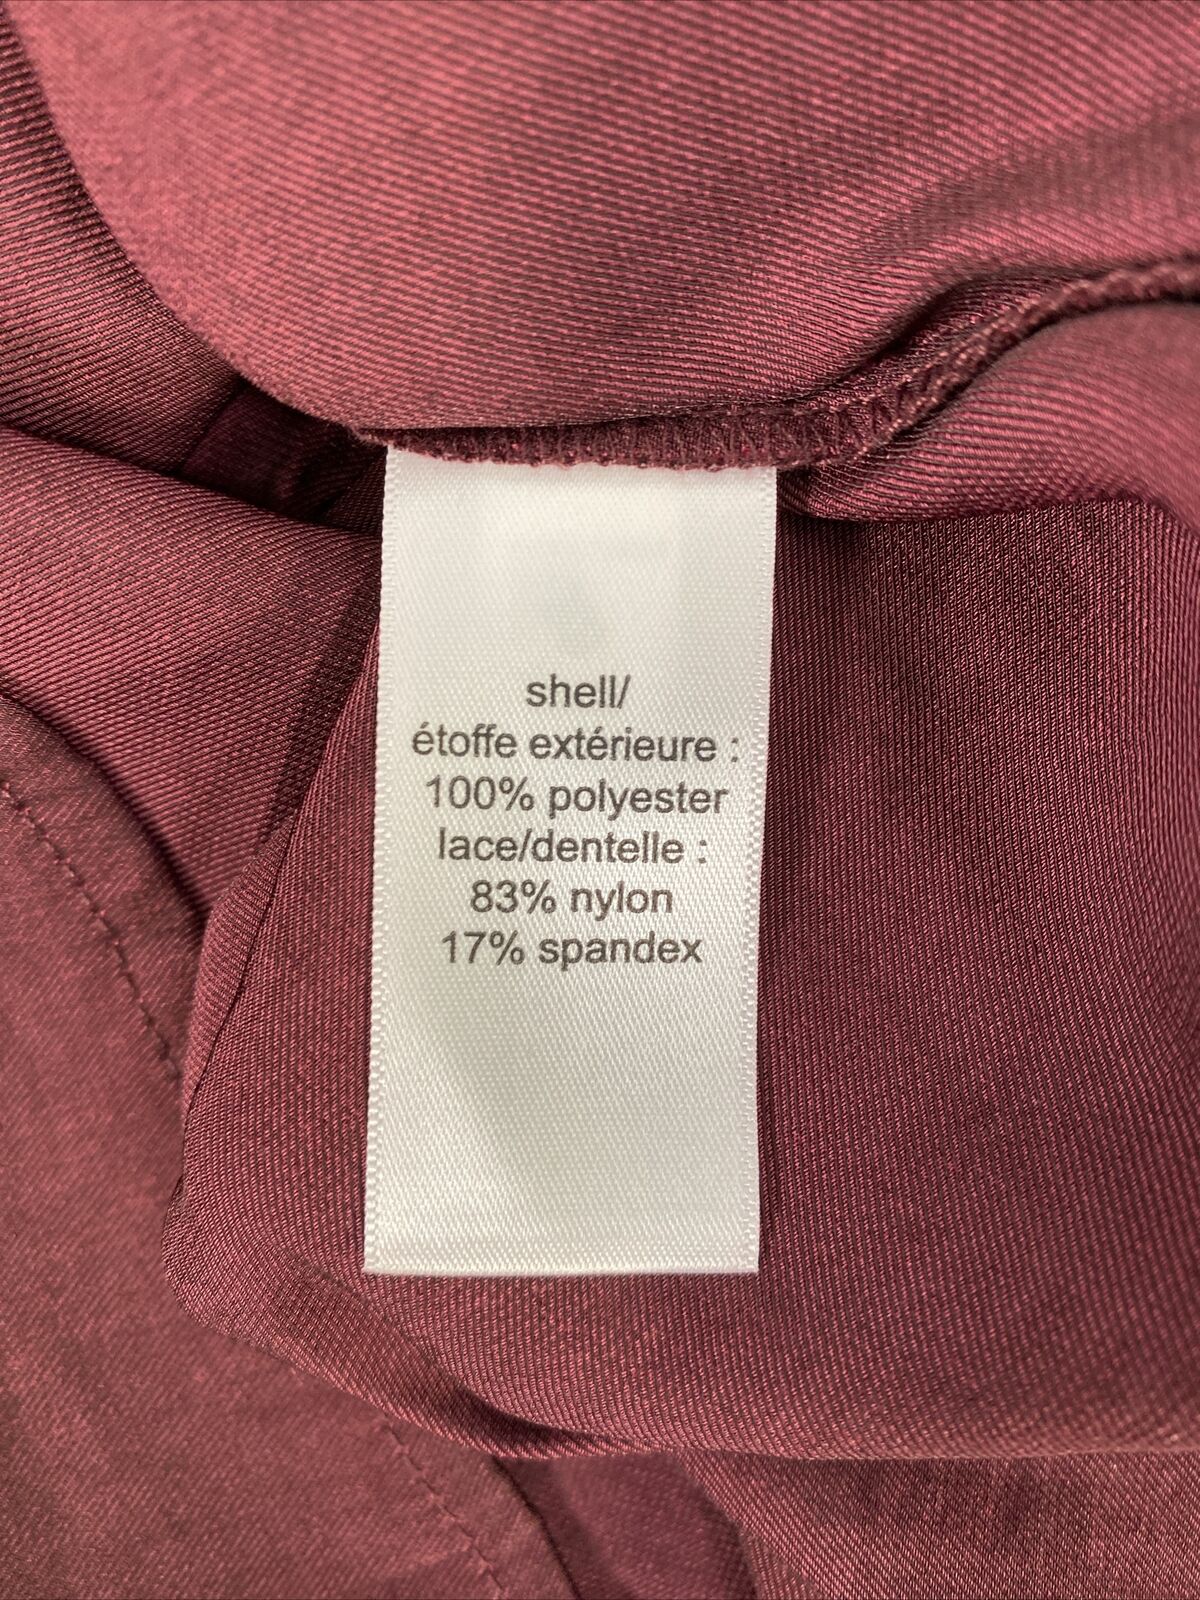 shell/
étoffe extérieure :
100% polyester
lace/dentelle :
83% nylon
17% spandex